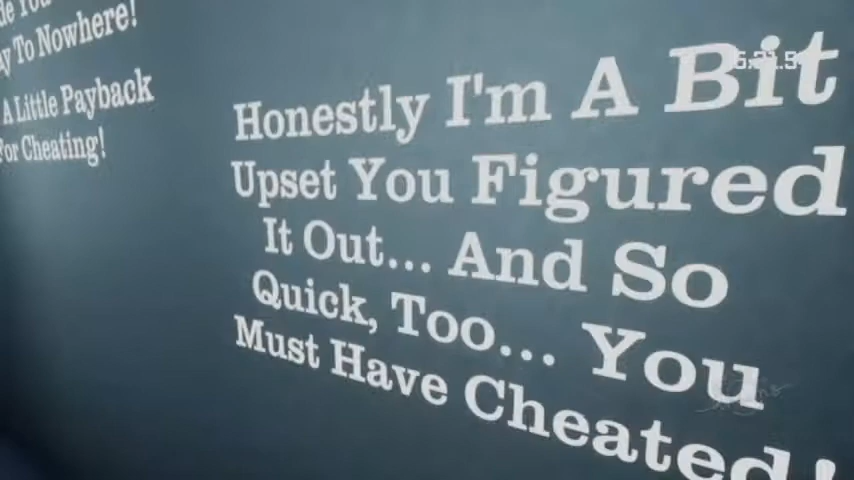 y To Nowhere!
A Little Payback
For Cheating!
Honestly I'm A Bit
Upset You Figured
It Out... And So
Quick, Too... You
Must Have Cheated!